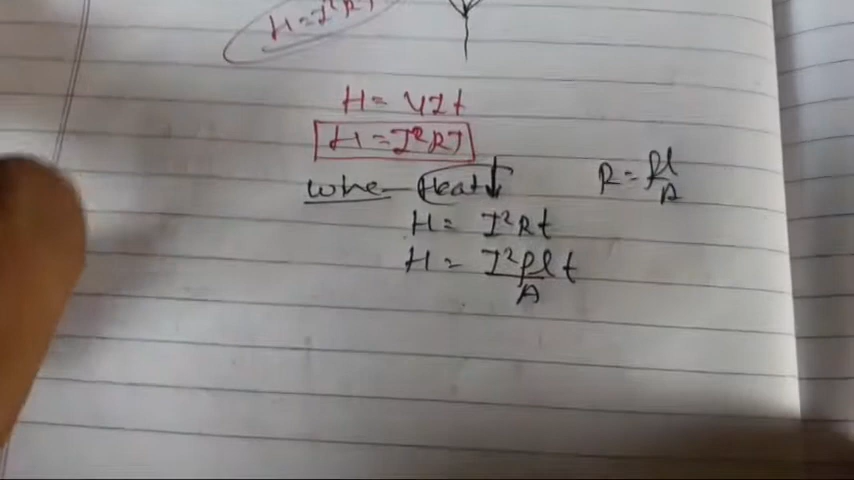 H=I²RT
H= VIt
H=I²RT
When Heat↓
R=ρl/A
H= I²Rt
H= I²ρl/A t